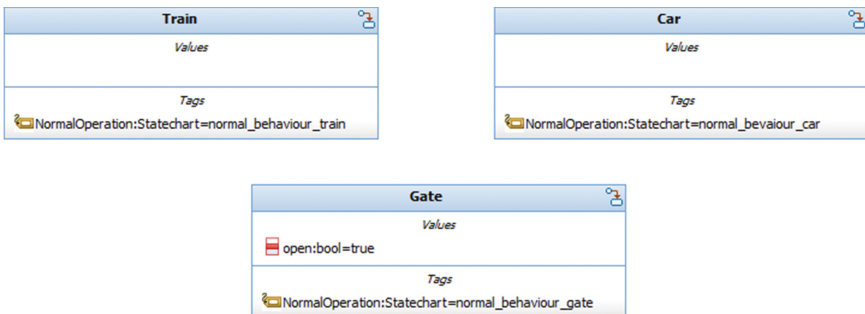 Train
Values
Tags
NormalOperation:Statechart=normal_behaviour_train
Car
Values
Tags
NormalOperation:Statechart=normal_bevaiour_car
Gate
Values
open:bool=true
Tags
NormalOperation:Statechart=normal_behaviour_gate